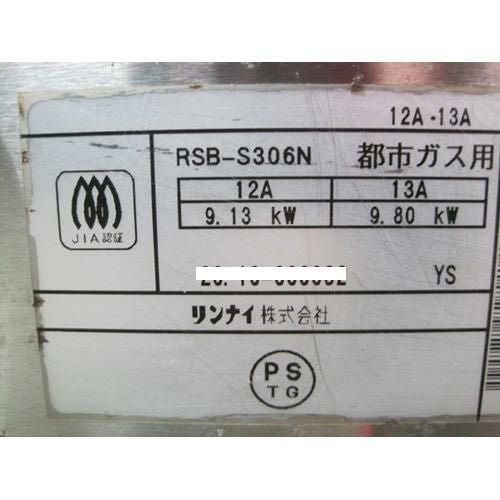 12A・13A
RSB-S306N 都市ガス用
12A 13A
9.13 kW 9.80 kW
JIA認証
YS
リンナイ株式会社
PS
TG